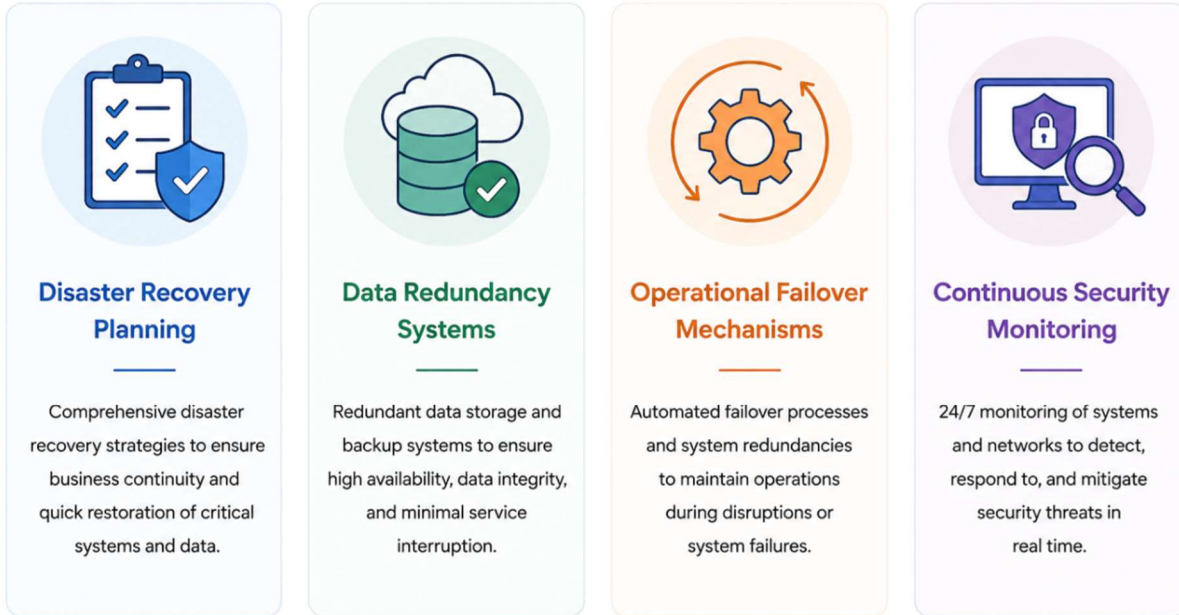 Disaster Recovery
Planning
Comprehensive disaster
recovery strategies to ensure
business continuity and
quick restoration of critical
systems and data.
Data Redundancy
Systems
Redundant data storage and
backup systems to ensure
high availability, data integrity,
and minimal service
interruption.
Operational Failover
Mechanisms
Automated failover processes
and system redundancies
to maintain operations
during disruptions or
system failures.
Continuous Security
Monitoring
24/7 monitoring of systems
and networks to detect,
respond to, and mitigate
security threats in
real time.